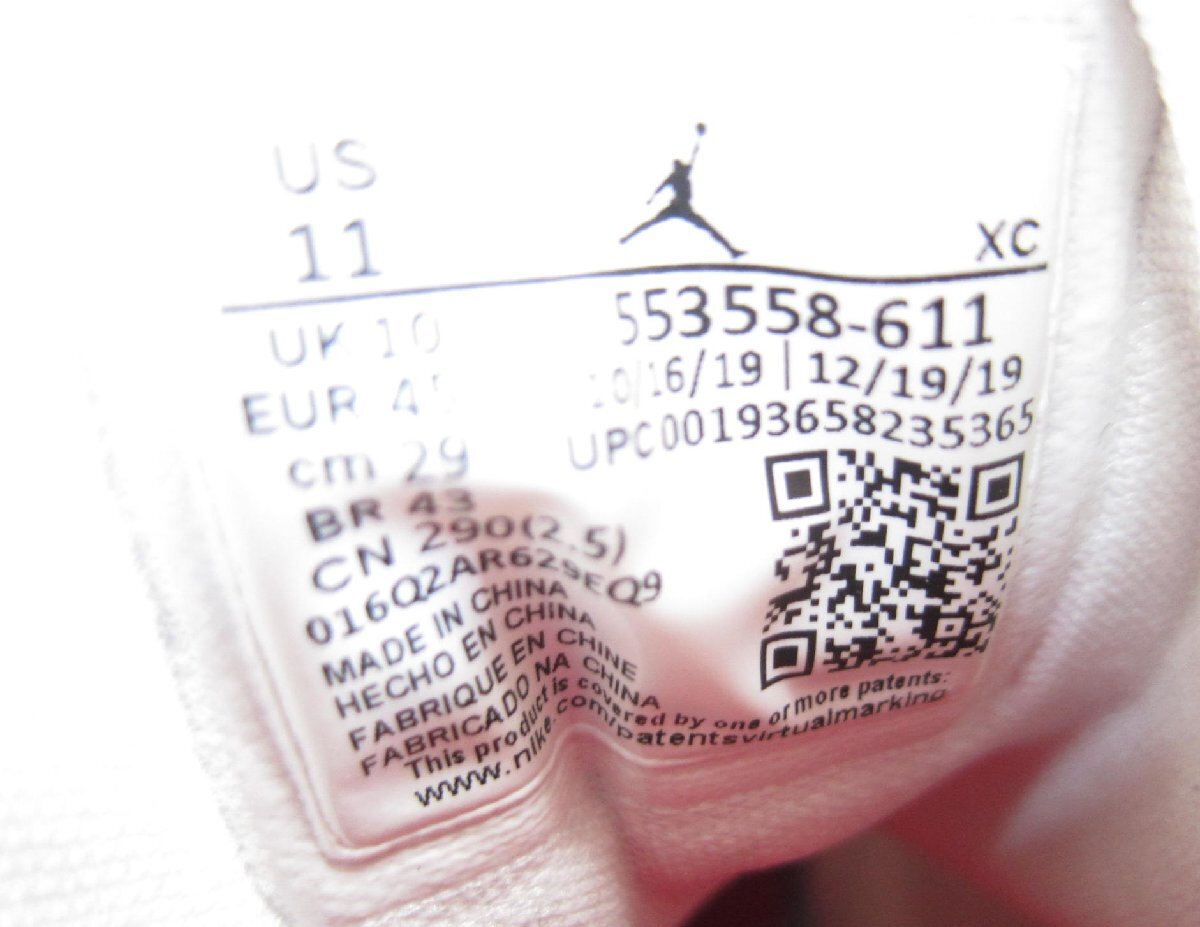 US
11
XC
UK 10
EUR 45
cm 29
BR 43
CN 290(2.5)
016Q2AR629EQ9
MADE IN CHINA
HECHO EN CHINA
FABRIQUE EN CHINE
FABRICADO NA CHINA
This product is covered by one or more patents:
www.nike.com/patentsvirtualmarking
553558-611
10/16/19 | 12/19/19
UPC00193658235365